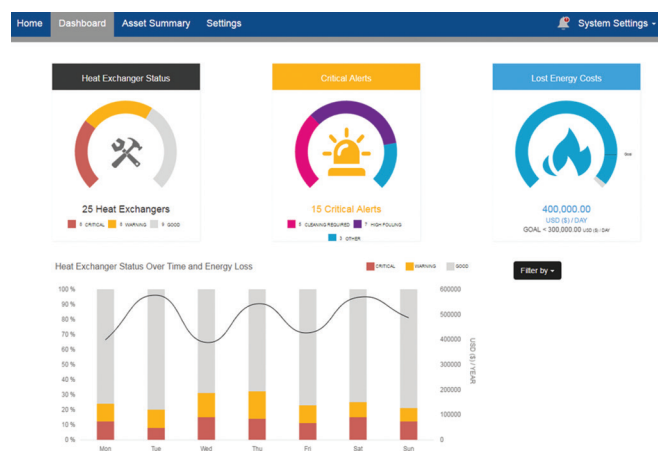 Home Dashboard Asset Summary Settings System Settings
Heat Exchanger Status
Critical Alerts
Lost Energy Costs
Goal
25 Heat Exchangers
8 CRITICAL 8 WARNING 9 GOOD
15 Critical Alerts
CLEANING REQUIRED 7 HIGH FOULING
3 OTHER
400,000.00
USD ($) / DAY
GOAL < 300,000.00 USD ($) / DAY
Heat Exchanger Status Over Time and Energy Loss
CRITICAL WARNING GOOD
Filter by
100 % 600000
90 %
80 % 500000
70 %
60 % 400000
50 % 300000
40 %
30 % 200000
20 % 100000
10 %
0 % 0
USD ($) / YEAR
Mon Tue Wed Thu Fri Sat Sun